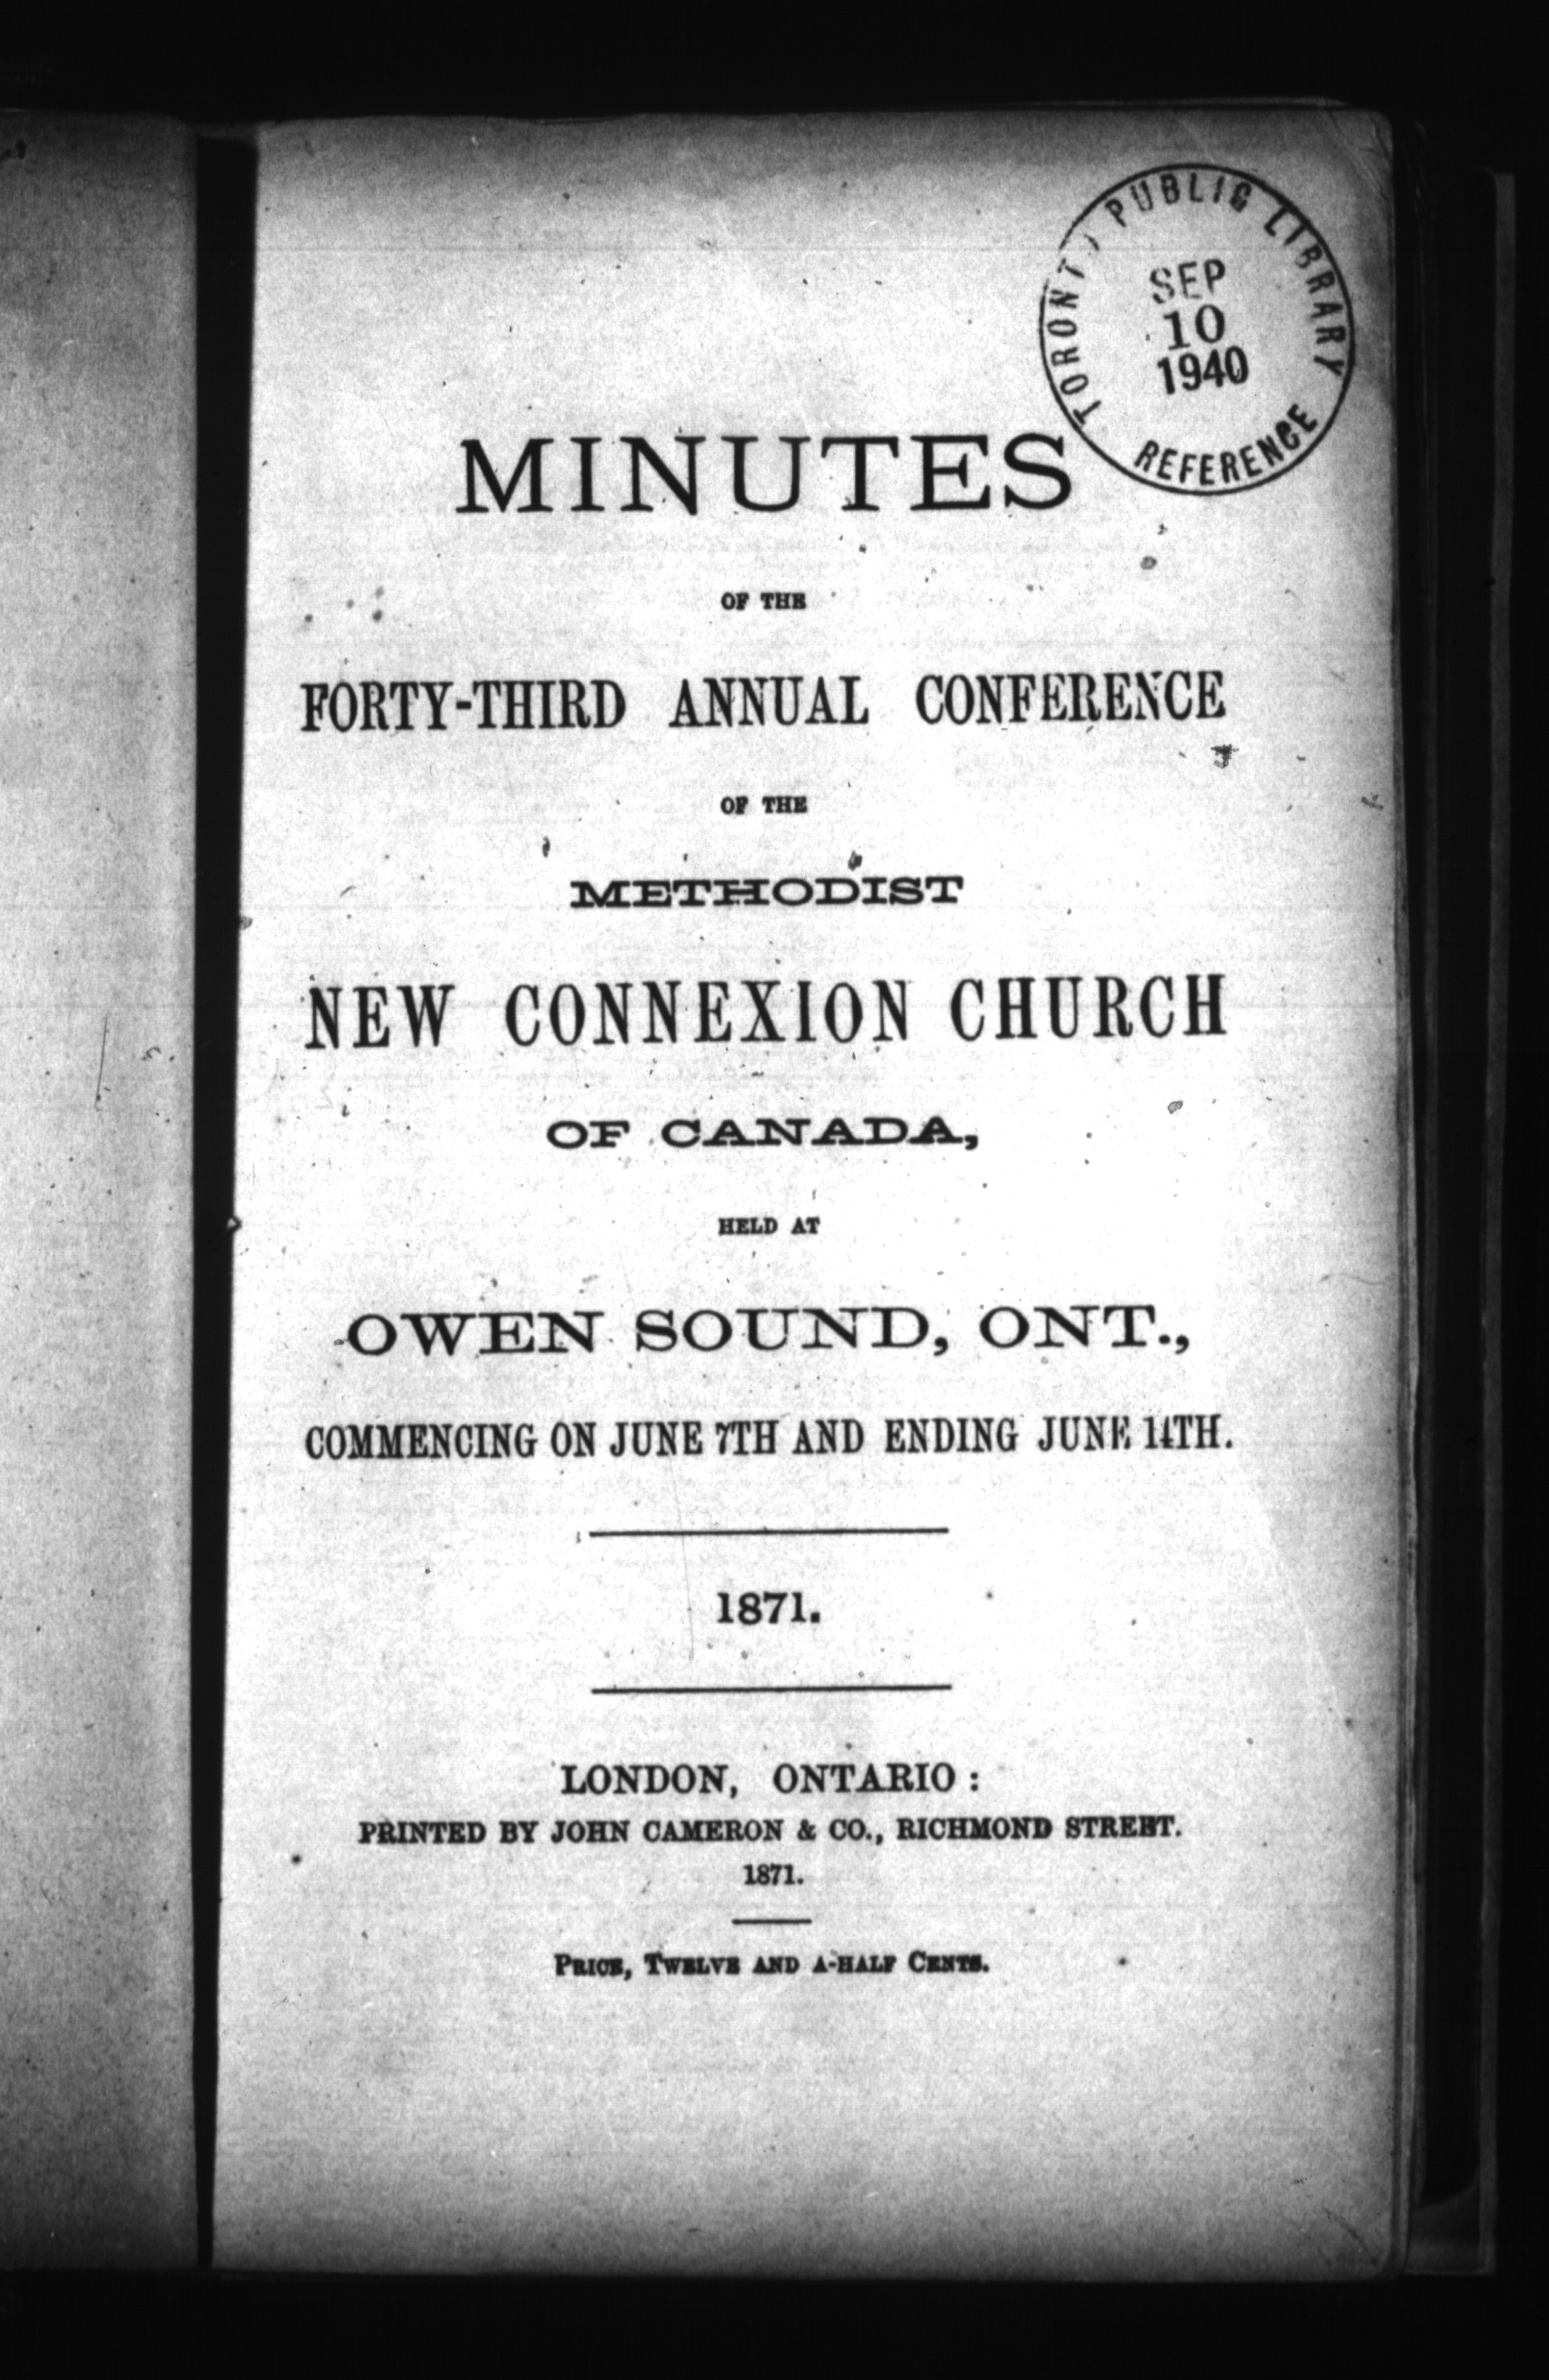 TORONTO PUBLIC LIBRARY
SEP
10
1940
REFERENCE
MINUTES
OF THE
FORTY-THIRD ANNUAL CONFERENCE
OF THE
METHODIST
NEW CONNEXION CHURCH
OF CANADA,
HELD AT
OWEN SOUND, ONT.,
COMMENCING ON JUNE 7TH AND ENDING JUNE 14TH.
1871.
LONDON, ONTARIO:
PRINTED BY JOHN CAMERON & CO., RICHMOND STREET.
1871.
PRICE, TWELVE AND A-HALF CENTS.